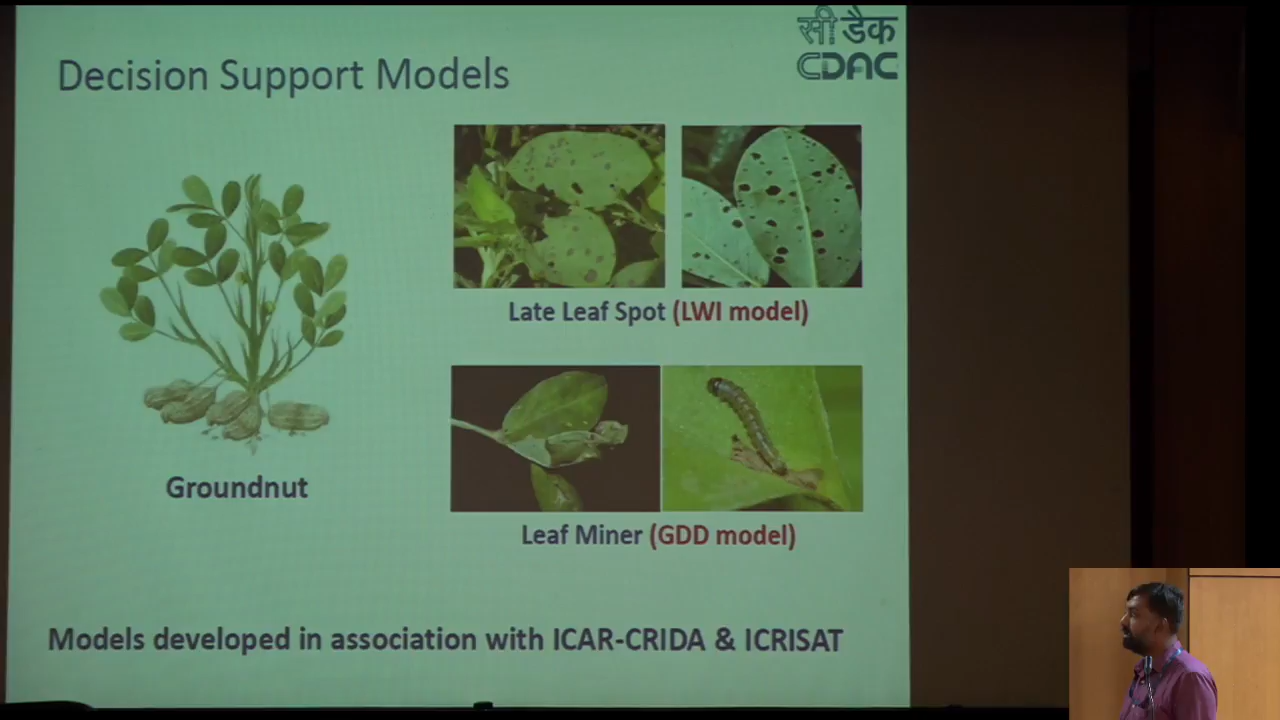 सी डैक
CDAC
Decision Support Models
Late Leaf Spot (LWI model)
Groundnut
Leaf Miner (GDD model)
Models developed in association with ICAR-CRIDA & ICRISAT